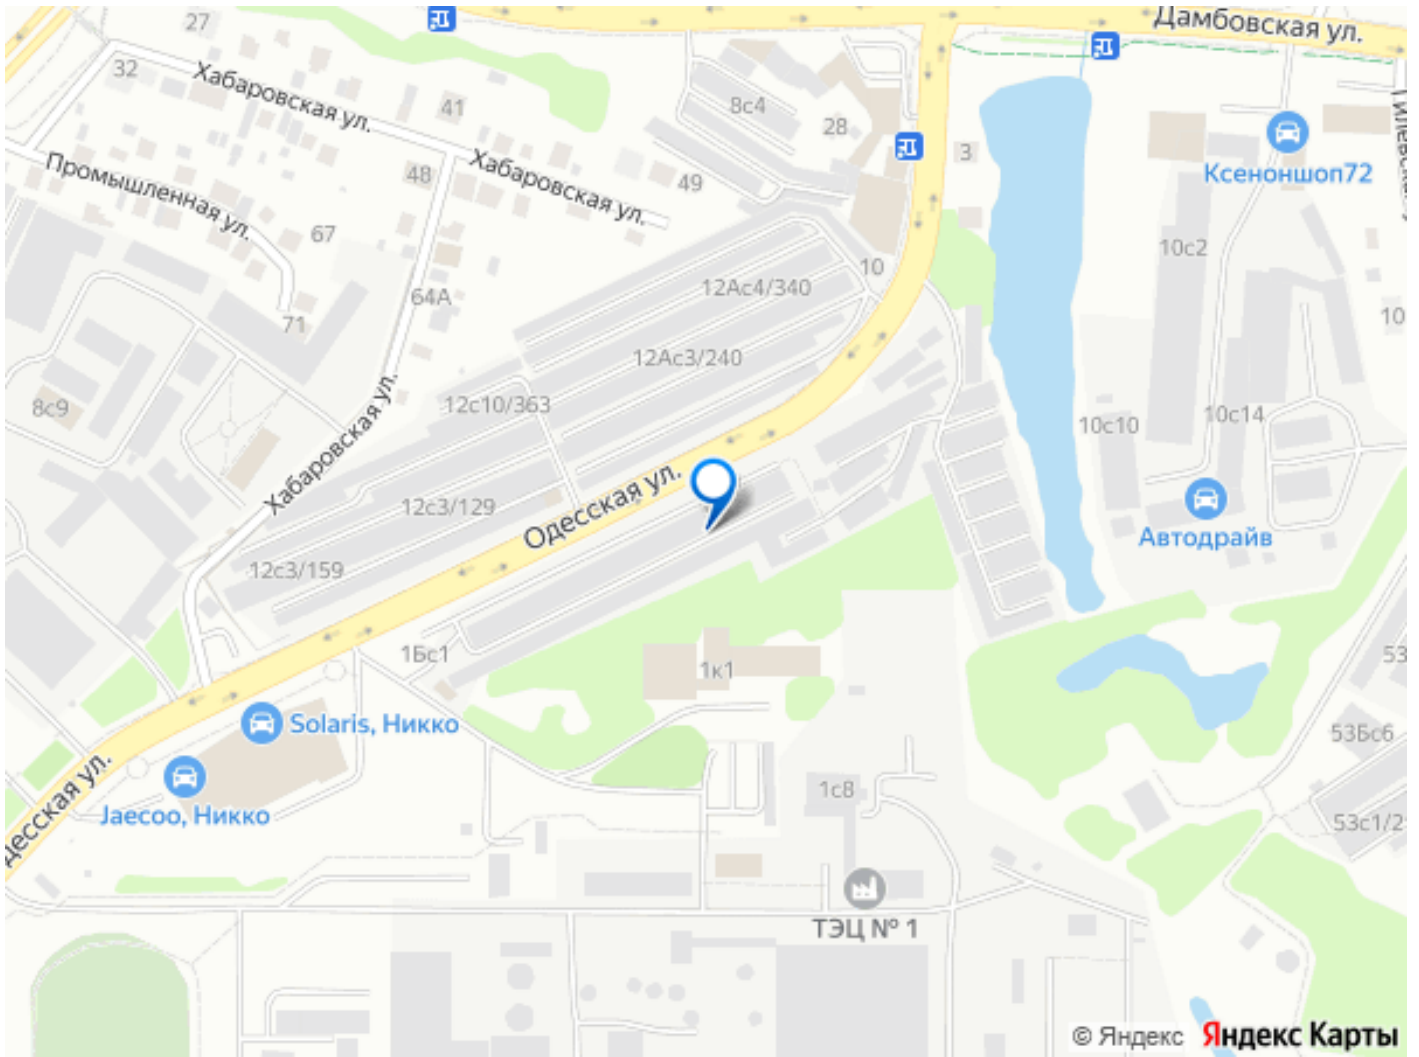 Дамбовская ул.
27
32
Хабаровская ул.
41
8с4
28
3
Ксеноншоп72
Промышленная ул.
48
Хабаровская ул.
49
67
10с2
10
64А
12Ас4/340
71
10
12Ас3/240
8с9
12с10/363
10с10
10с14
Хабаровская ул.
12с3/129
Одесская ул.
Автодрайв
12с3/159
1Бс1
1к1
53
Solaris, Никко
53Бс6
Jaecoo, Никко
1с8
53с1/2
ТЭЦ № 1
© Яндекс Яндекс Карты